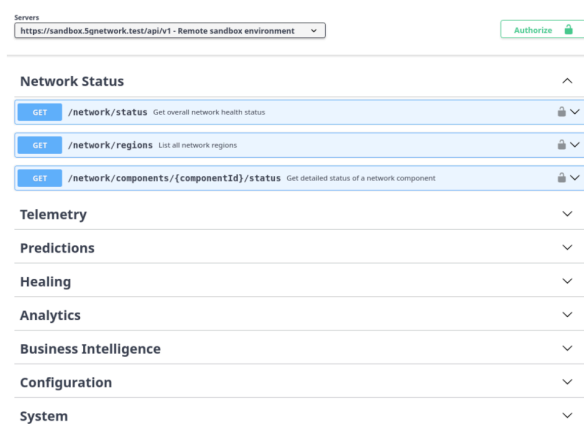 Servers
https://sandbox.5gnetwork.test/api/v1 - Remote sandbox environment
Authorize
Network Status
GET /network/status Get overall network health status
GET /network/regions List all network regions
GET /network/components/{componentId}/status Get detailed status of a network component
Telemetry
Predictions
Healing
Analytics
Business Intelligence
Configuration
System